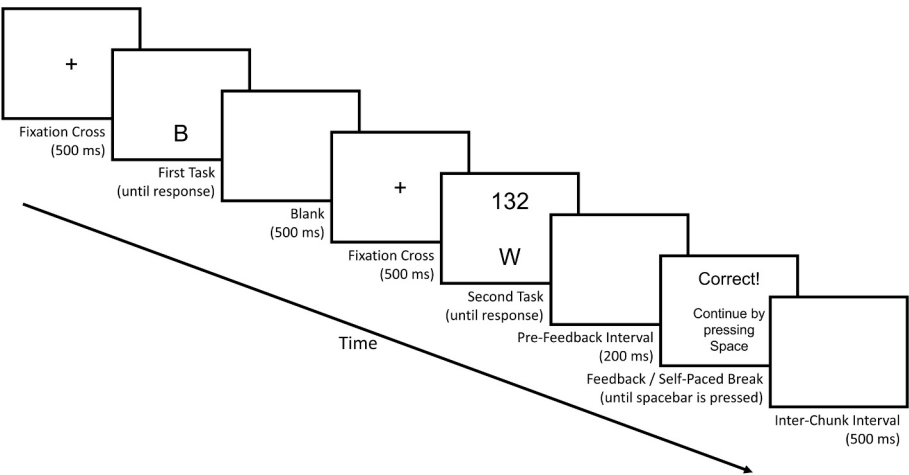 +
Fixation Cross
(500 ms)
B
First Task
(until response)
Blank
(500 ms)
+
Fixation Cross
(500 ms)
132
W
Second Task
(until response)
Pre-Feedback Interval
(200 ms)
Correct!
Continue by
pressing
Space
Feedback / Self-Paced Break
(until spacebar is pressed)
Inter-Chunk Interval
(500 ms)
Time